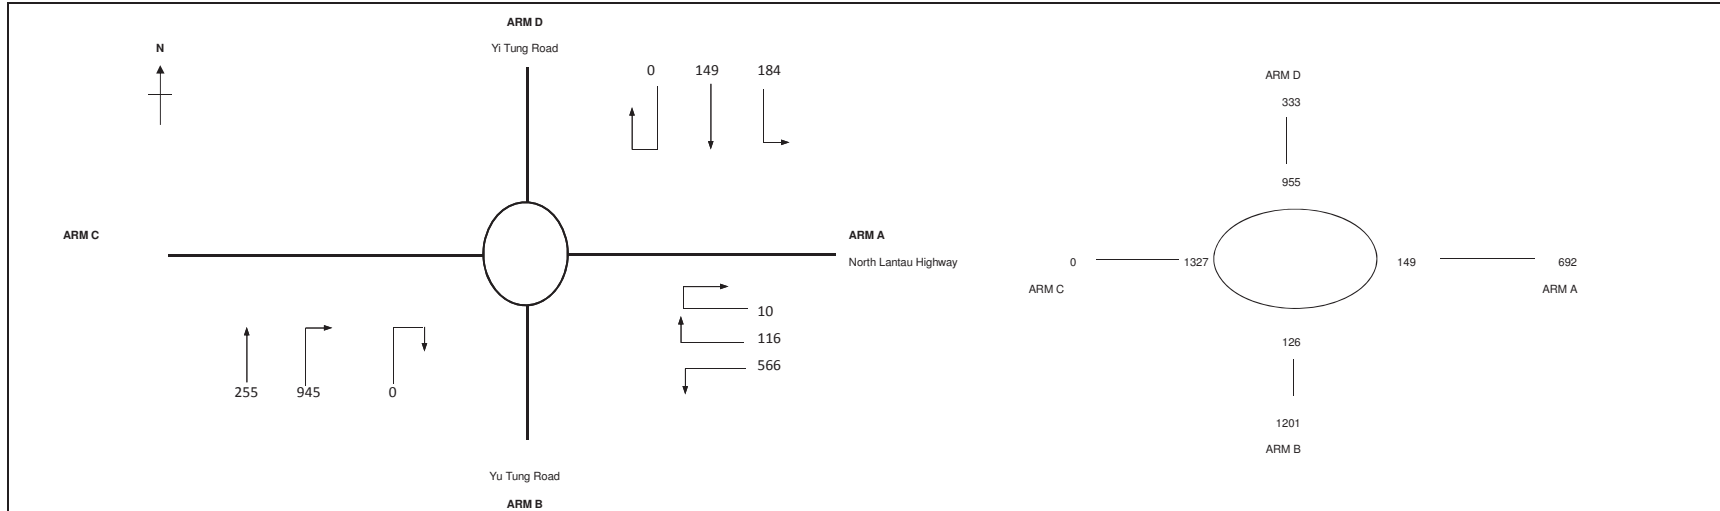 ARM D
Yi Tung Road
N
0 149 184
ARM C
ARM A
North Lantau Highway
10
116
566
255 945 0
Yu Tung Road
ARM B
ARM D
333
955
0 1327 149 692
ARM C ARM A
126
1201
ARM B